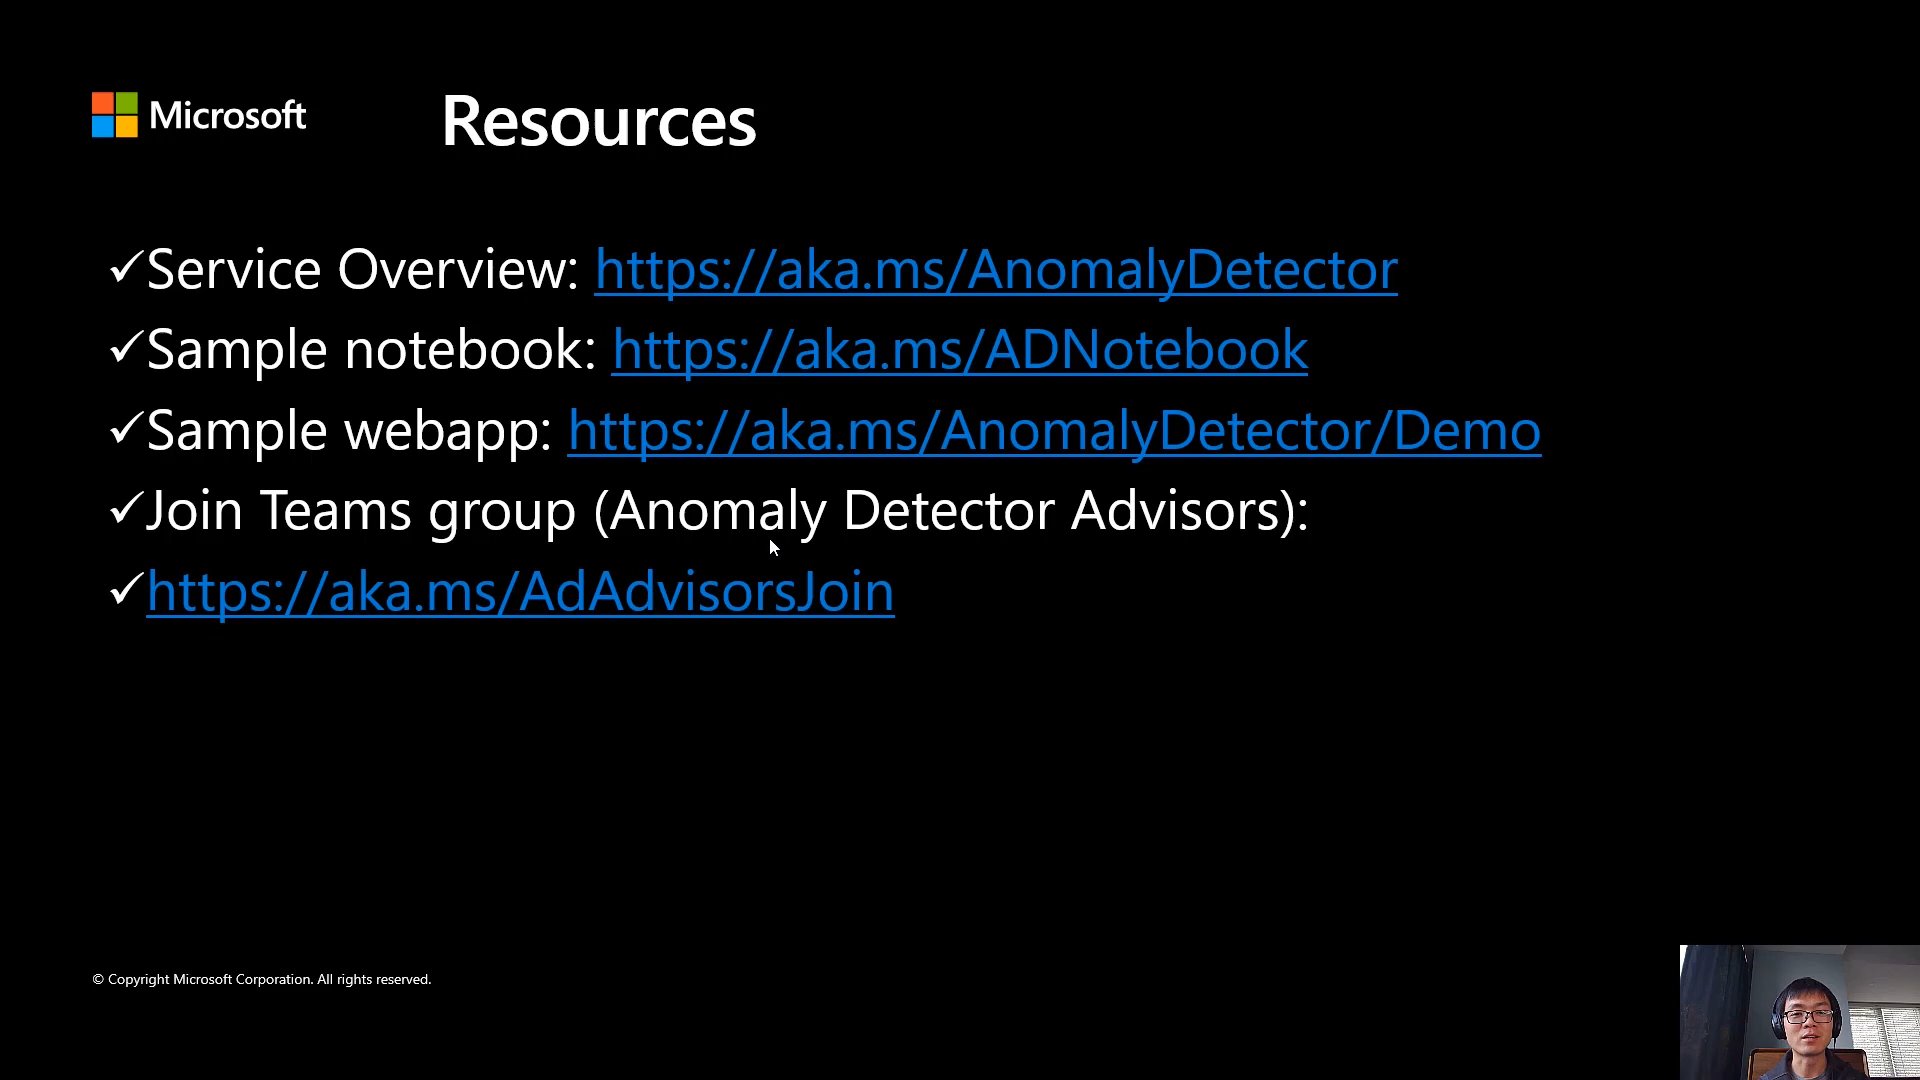 Microsoft
Resources
✓Service Overview: https://aka.ms/AnomalyDetector
✓Sample notebook: https://aka.ms/ADNotebook
✓Sample webapp: https://aka.ms/AnomalyDetector/Demo
✓Join Teams group (Anomaly Detector Advisors):
✓https://aka.ms/AdAdvisorsJoin
© Copyright Microsoft Corporation. All rights reserved.